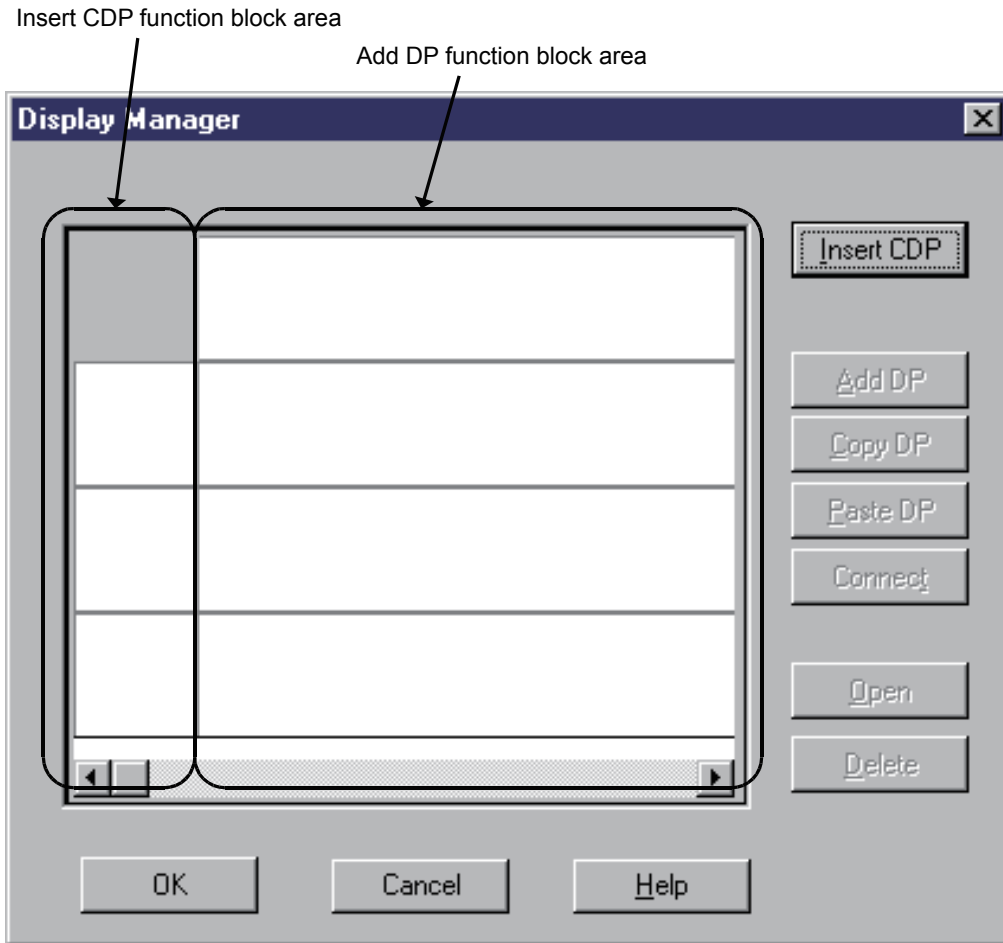 Insert CDP function block area
Add DP function block area
Display Manager
Insert CDP
Add DP
Copy DP
Paste DP
Connect
Open
Delete
OK Cancel Help